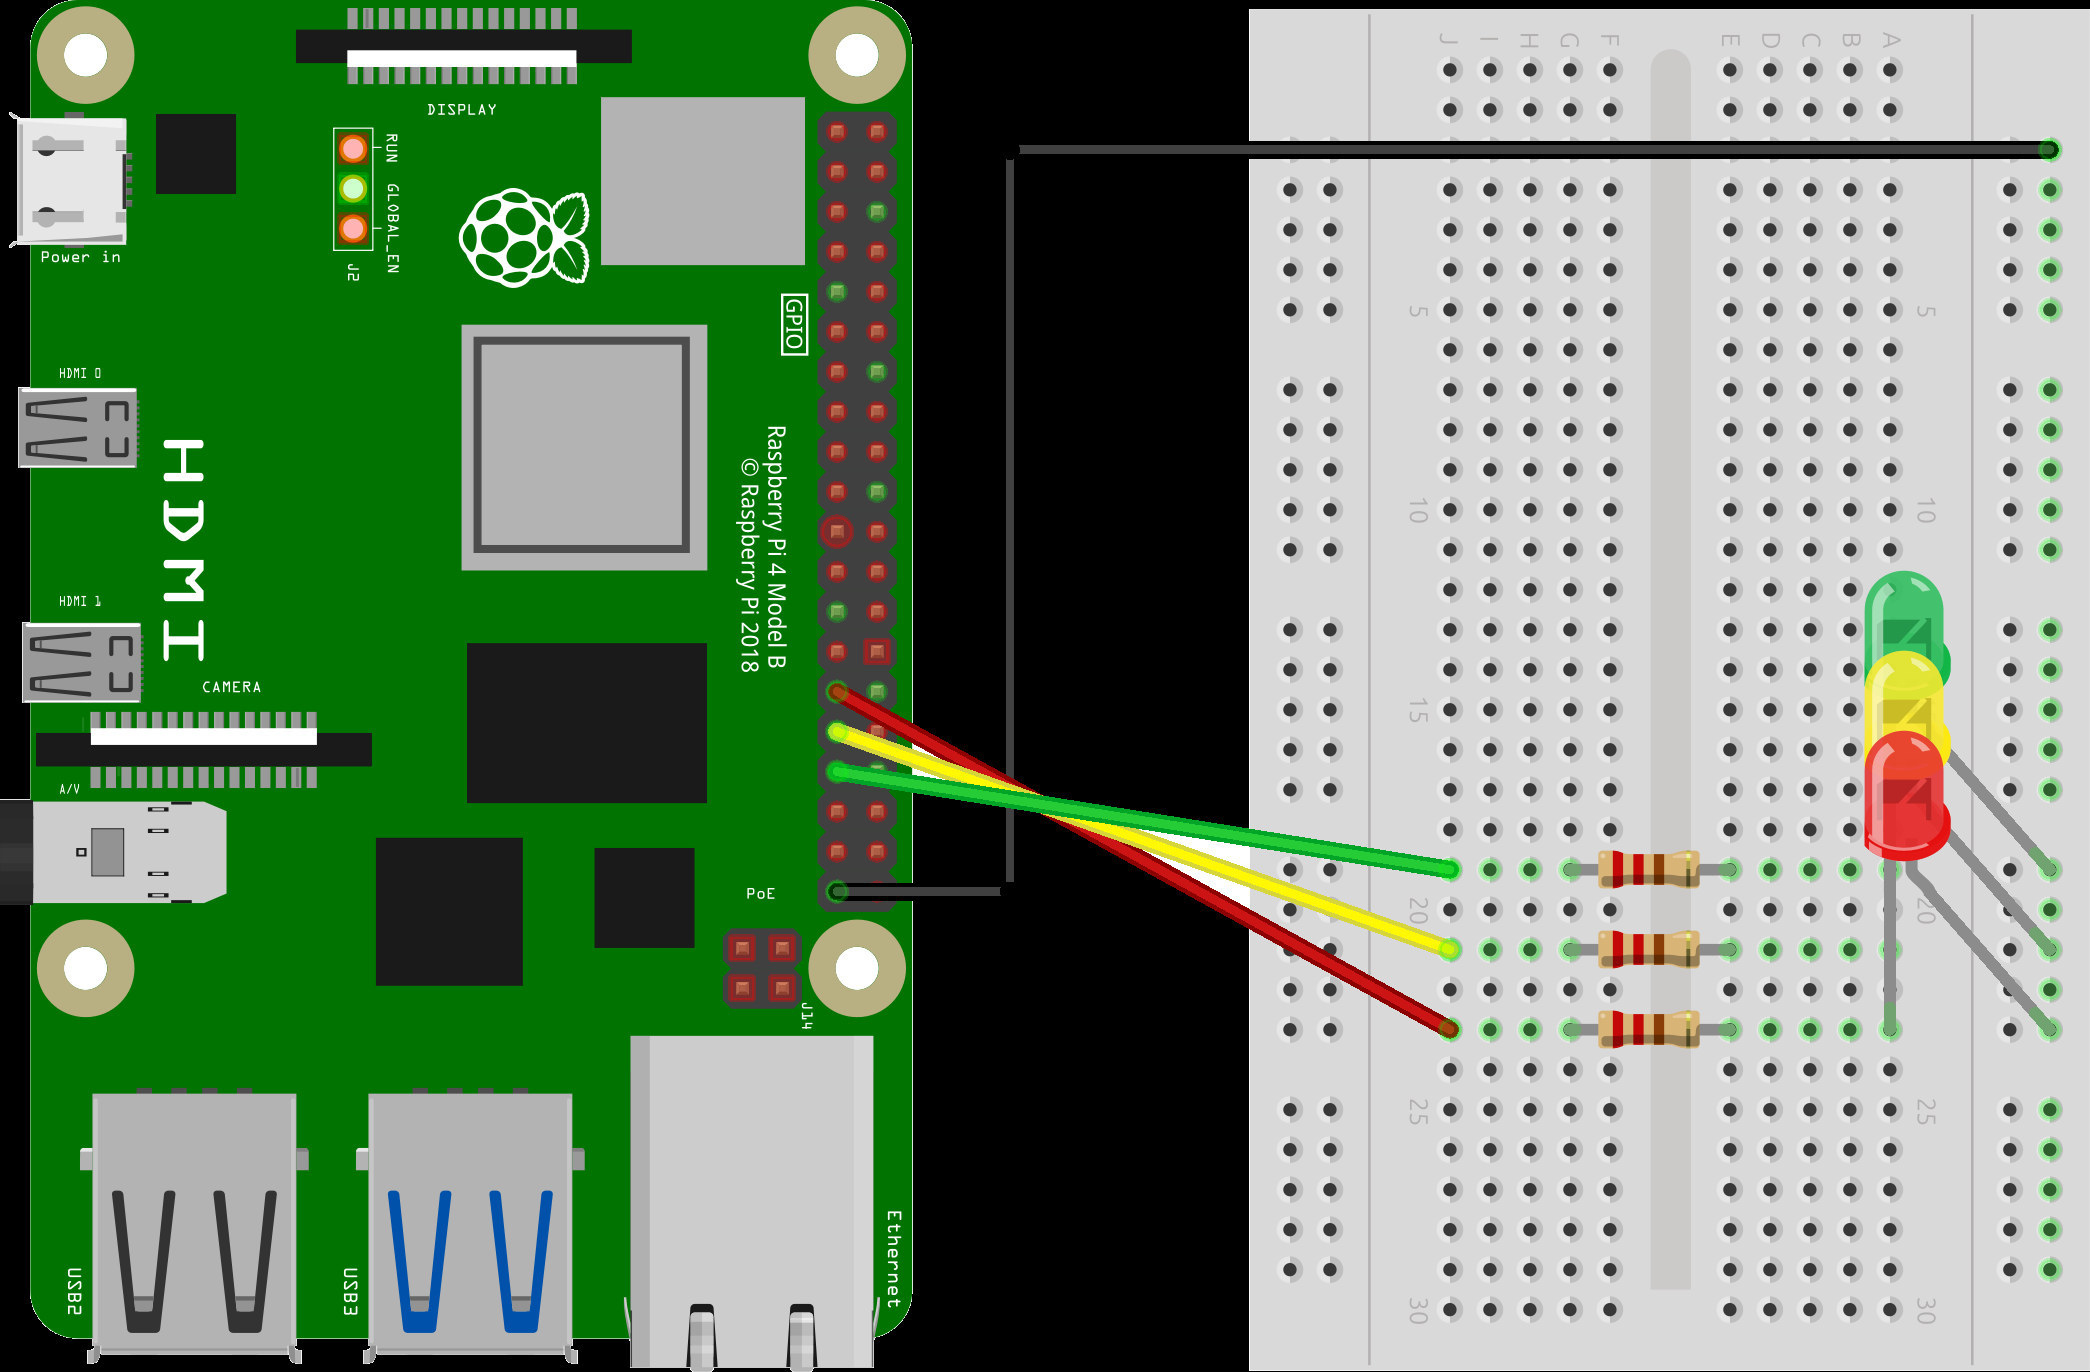 DISPLAY
RUN
GLOBAL_EN
J2
Power in
GPIO
HDMI 0
HDMI
Raspberry Pi 4 Model B
© Raspberry Pi 2018
HDMI 1
CAMERA
A/V
PoE
J14
USB2
USB3
Ethernet
J I H G F E D C B A
5 5
10 10
15
20 20
25 25
30 30